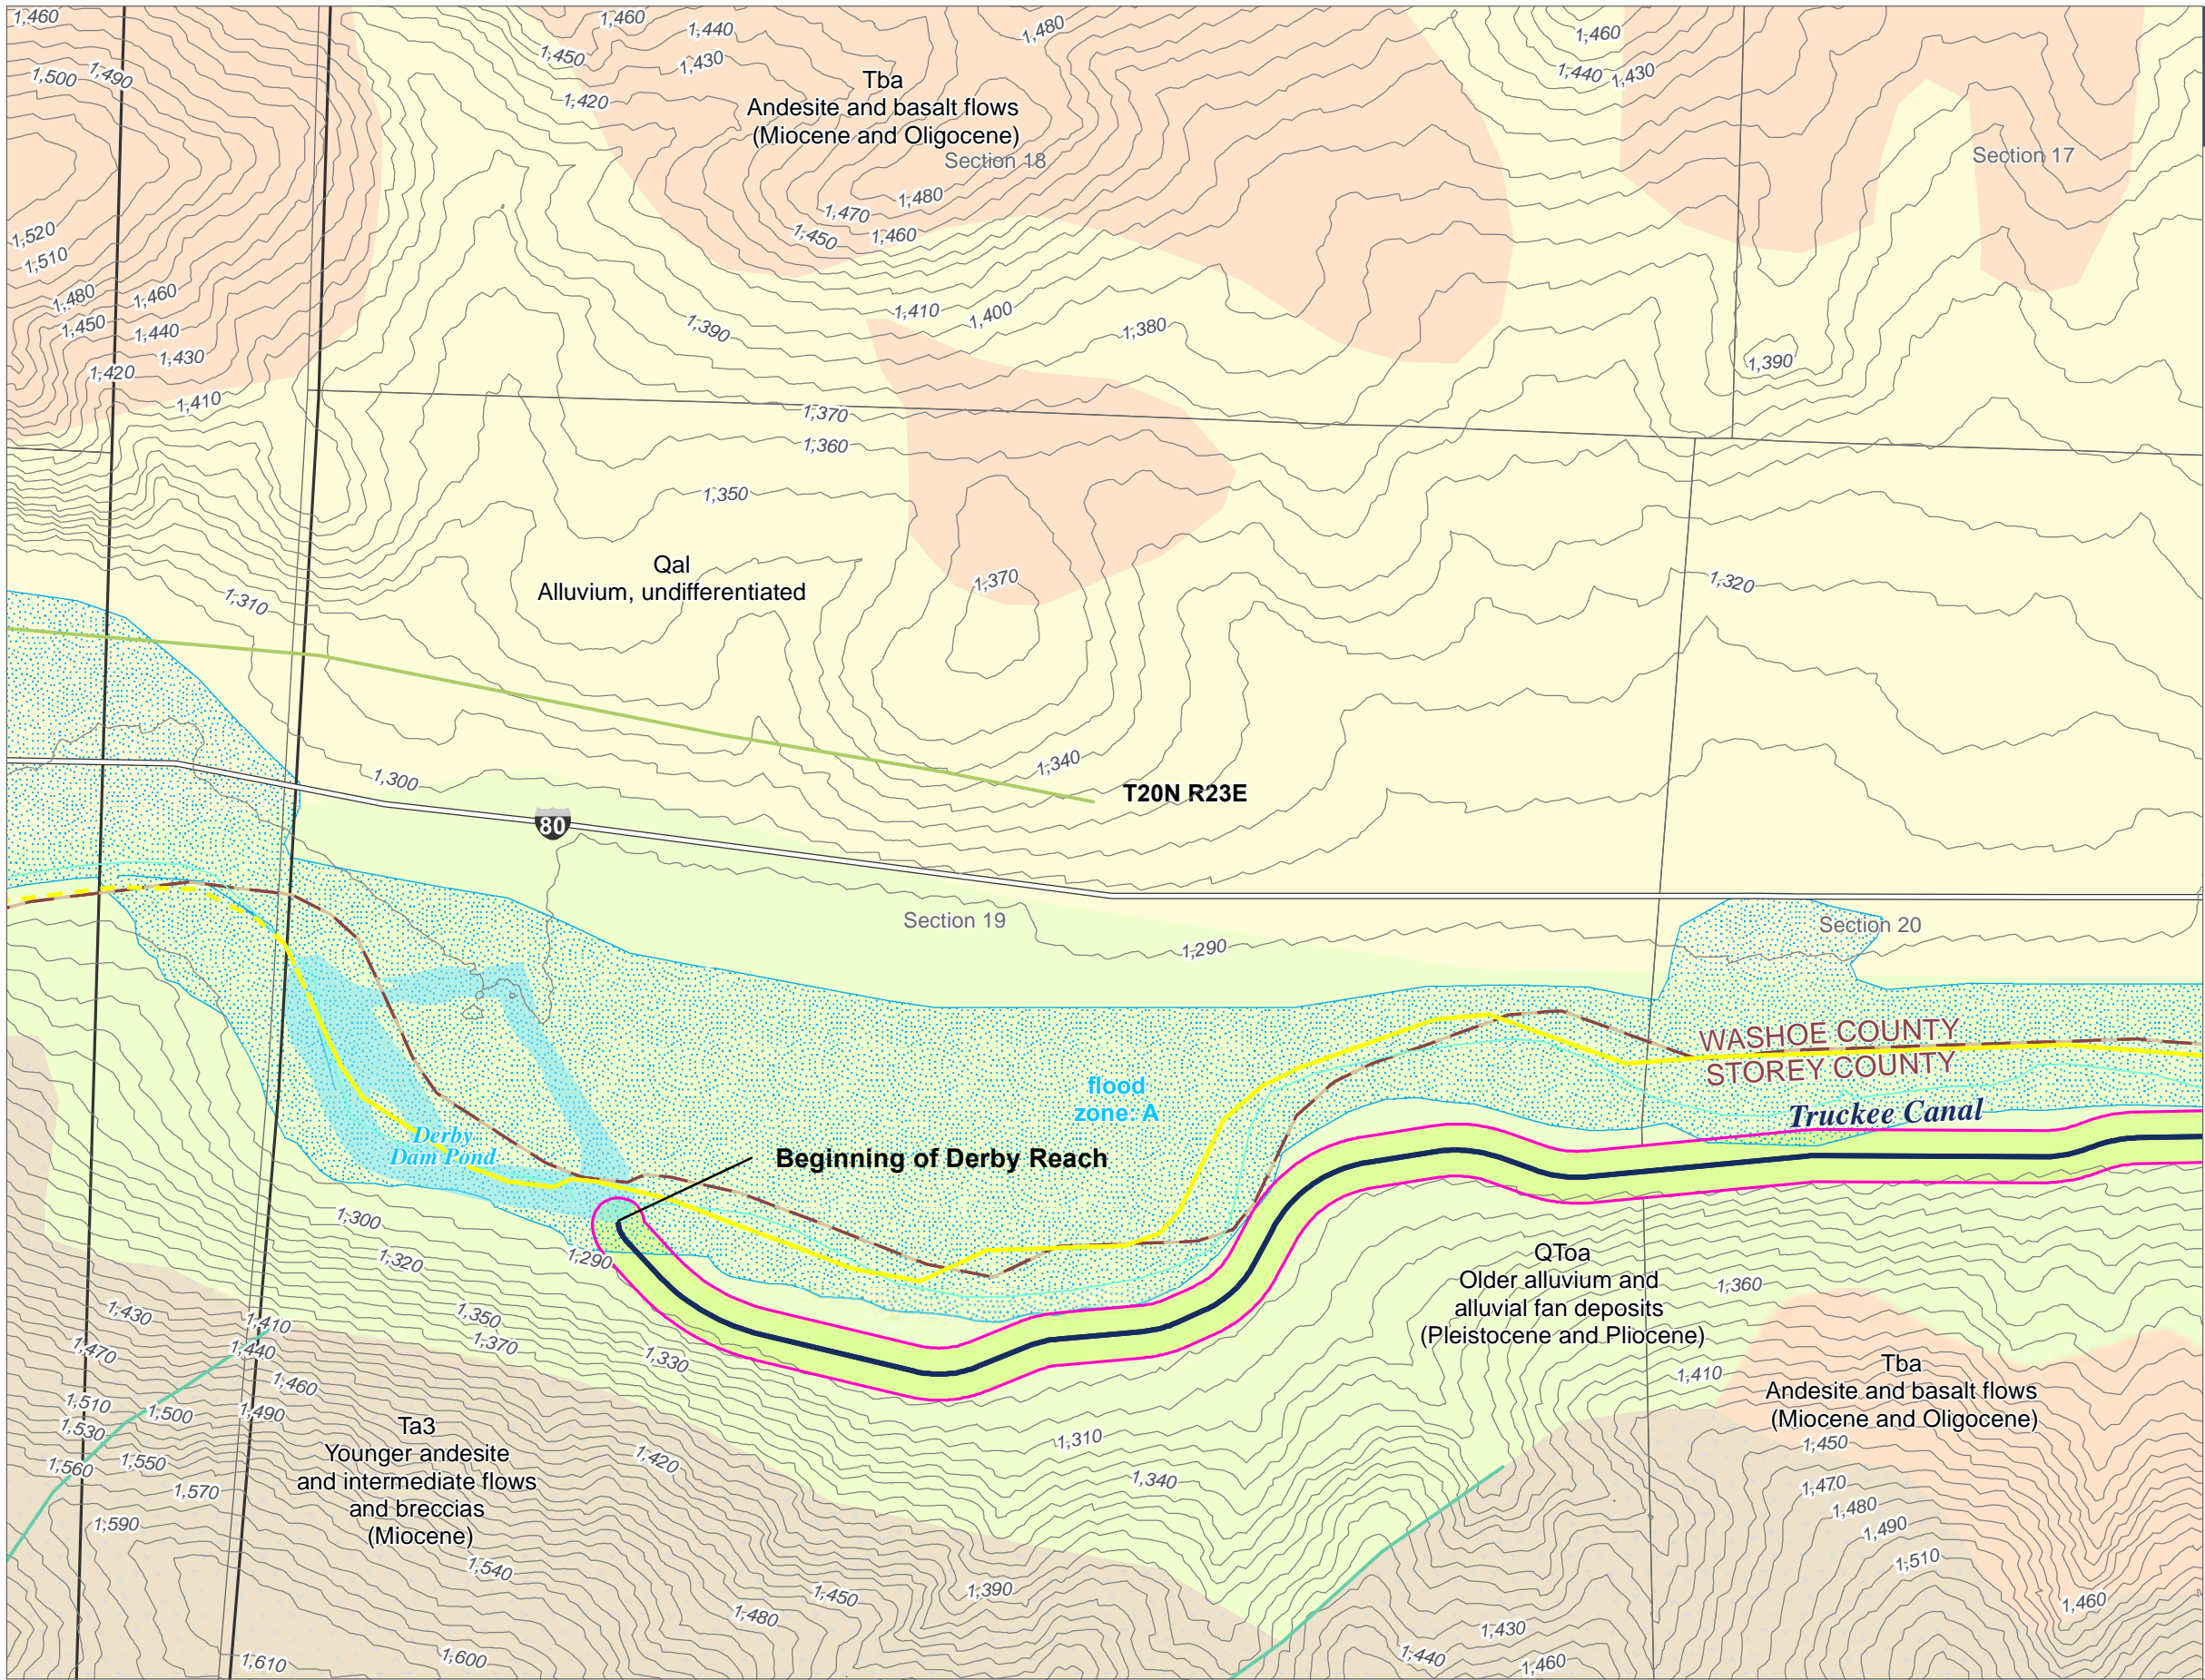 1,460
1,460
1,440
1,480
1,460
1,450
1,430
1,500
1,490
1,440
1,430
1,420
Tba
Andesite and basalt flows
(Miocene and Oligocene)
Section 18
Section 17
1,480
1,470
1,450
1,460
1,520
1,510
1,480
1,460
1,450
1,440
1,430
1,420
1,410
1,390
1,410
1,400
1,380
1,390
1,370
1,360
1,350
Qal
Alluvium, undifferentiated
1,370
1,320
1,310
1,300
1,340
T20N R23E
80
Section 19
1,290
Section 20
WASHOE COUNTY
STOREY COUNTY
flood
zone: A
Truckee Canal
Derby
Dam Pond
Beginning of Derby Reach
1,300
1,320
1,290
QToa
Older alluvium and
alluvial fan deposits
(Pleistocene and Pliocene)
1,360
1,430
1,410
1,350
1,440
1,370
1,470
1,330
1,460
1,410
Tba
Andesite and basalt flows
(Miocene and Oligocene)
1,510
1,500
1,490
1,530
Ta3
Younger andesite
and intermediate flows
and breccias
(Miocene)
1,310
1,450
1,560
1,550
1,420
1,340
1,470
1,570
1,480
1,490
1,590
1,510
1,540
1,450
1,390
1,480
1,460
1,430
1,610
1,600
1,440
1,460